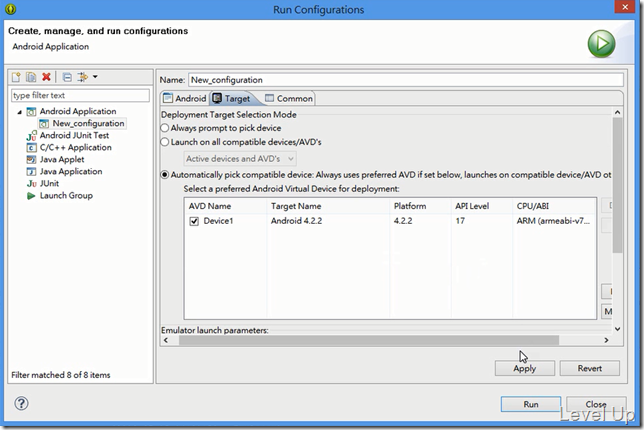 Run Configurations
Create, manage, and run configurations
Android Application
type filter text
Android Application
New_configuration
Android JUnit Test
C/C++ Application
Java Applet
Java Application
JUnit
Launch Group
Filter matched 8 of 8 items
Name: New_configuration
Android Target Common
Deployment Target Selection Mode
Always prompt to pick device
Launch on all compatible devices/AVD's
Active devices and AVD's
Automatically pick compatible device: Always uses preferred AVD if set below, launches on compatible device/AVD ot
Select a preferred Android Virtual Device for deployment:
AVD Name Target Name Platform API Level CPU/ABI
Device1 Android 4.2.2 4.2.2 17 ARM (armeabi-v7...
M
Emulator launch parameters:
Apply Revert
Run Close
Level Up